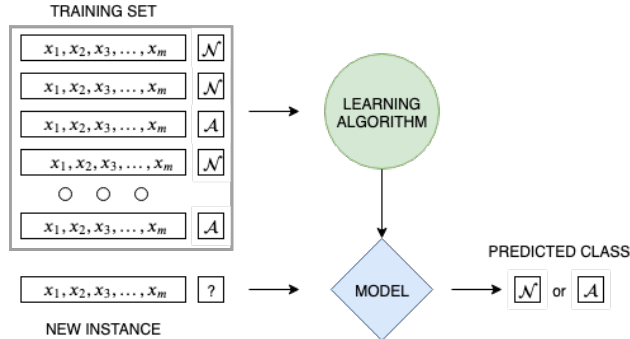 TRAINING SET
x₁, x₂, x₃, ..., xₘ 𝒩
x₁, x₂, x₃, ..., xₘ 𝒩
x₁, x₂, x₃, ..., xₘ 𝒜
x₁, x₂, x₃, ..., xₘ 𝒩
x₁, x₂, x₃, ..., xₘ 𝒜
LEARNING
ALGORITHM
x₁, x₂, x₃, ..., xₘ ?
NEW INSTANCE
MODEL
PREDICTED CLASS
𝒩 or 𝒜